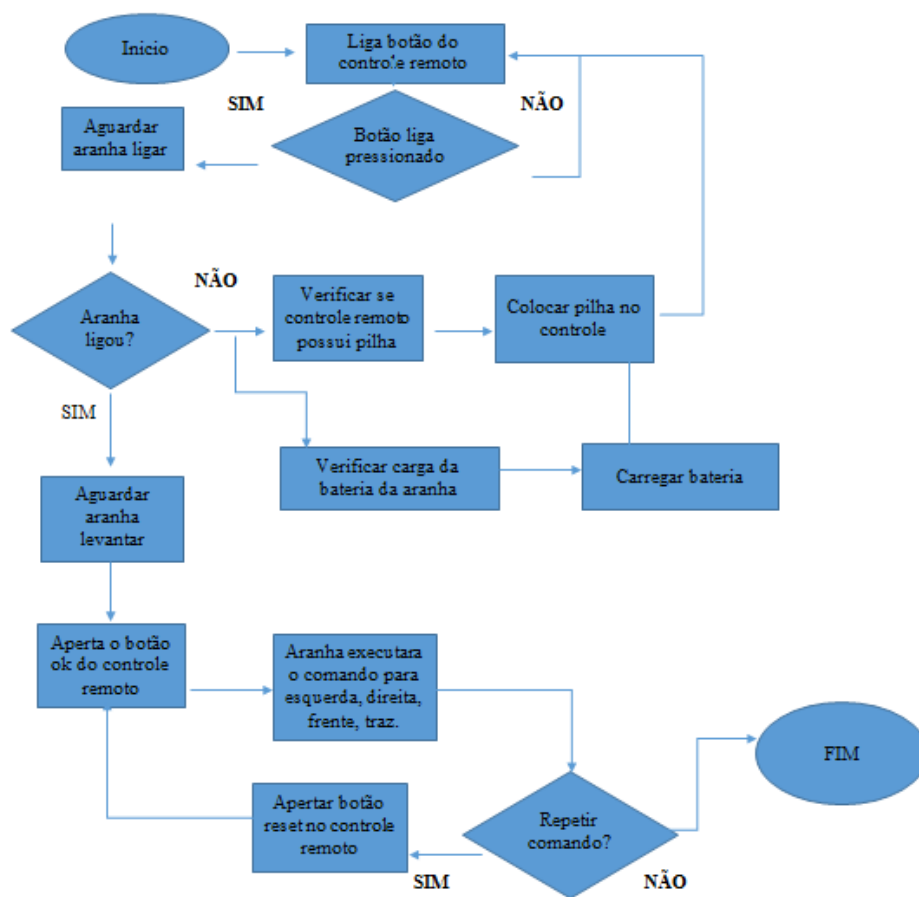 Inicio
Liga botão do
controle remoto
SIM
NÃO
Aguardar
aranha ligar
Botão liga
pressionado
NÃO
Aranha
ligou?
Verificar se
controle remoto
possui pilha
Colocar pilha no
controle
SIM
Verificar carga da
bateria da aranha
Carregar bateria
Aguardar
aranha
levantar
Aperta o botão
ok do controle
remoto
Aranha executara
o comando para
esquerda, direita,
frente, traz.
FIM
Apertar botão
reset no controle
remoto
Repetir
comando?
SIM
NÃO